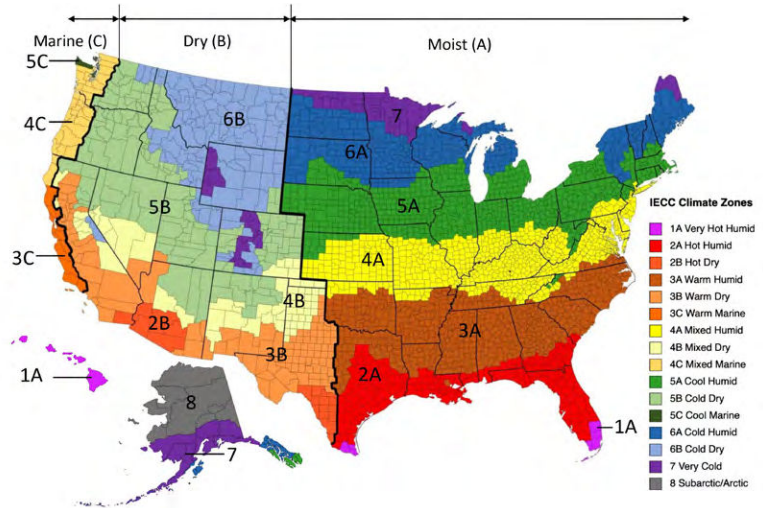 Marine (C)
Dry (B)
Moist (A)
5C
4C
3C
6B
5B
4B
3B
2B
7
6A
5A
4A
3A
2A
1A
1A
8
7
IECC Climate Zones
1A Very Hot Humid
2A Hot Humid
2B Hot Dry
3A Warm Humid
3B Warm Dry
3C Warm Marine
4A Mixed Humid
4B Mixed Dry
4C Mixed Marine
5A Cool Humid
5B Cold Dry
5C Cool Marine
6A Cold Humid
6B Cold Dry
7 Very Cold
8 Subarctic/Arctic